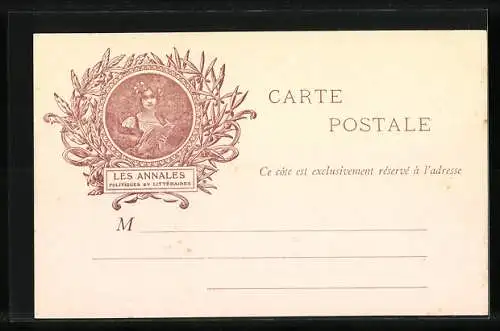 LES ANNALES
POLITIQUES ET LITTÉRAIRES
CARTE
POSTALE
Ce côté est exclusivement réservé à l'adresse
M